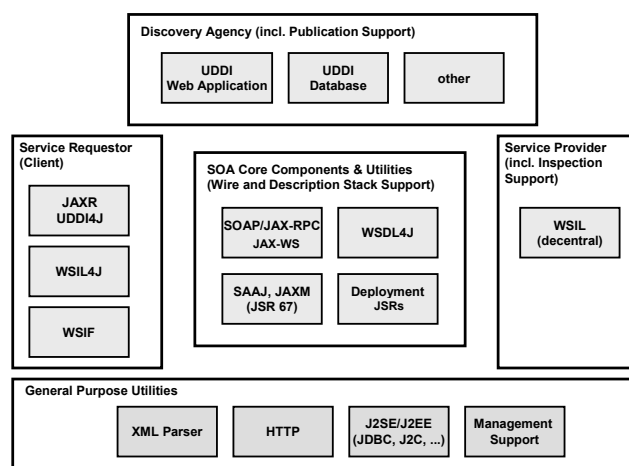 Discovery Agency (incl. Publication Support)
UDDI
Web Application
UDDI
Database
other
Service Requestor
(Client)
JAXR
UDDI4J
WSIL4J
WSIF
SOA Core Components & Utilities
(Wire and Description Stack Support)
SOAP/JAX-RPC
JAX-WS
WSDL4J
SAAJ, JAXM
(JSR 67)
Deployment
JSRs
Service Provider
(incl. Inspection
Support)
WSIL
(decentral)
General Purpose Utilities
XML Parser
HTTP
J2SE/J2EE
(JDBC, J2C, ...)
Management
Support